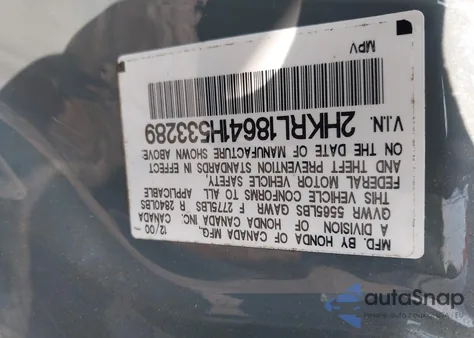 MFD. BY HONDA OF CANADA MFG.,
A DIVISION OF HONDA CANADA INC. 12/00
CANADA
GVWR 5565LBS GAWR F 2775LBS R 2840LBS
THIS VEHICLE CONFORMS TO ALL APPLICABLE
FEDERAL MOTOR VEHICLE SAFETY,
AND THEFT PREVENTION STANDARDS IN EFFECT
ON THE DATE OF MANUFACTURE SHOWN ABOVE.
V.I.N. 2HKRL18641H533289
MPV
autoSnap